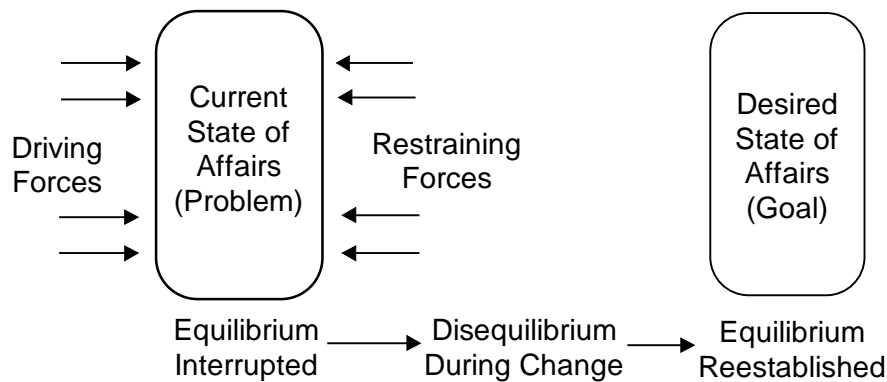 Driving
Forces
Current
State of
Affairs
(Problem)
Restraining
Forces
Desired
State of
Affairs
(Goal)
Equilibrium
Interrupted
Disequilibrium
During Change
Equilibrium
Reestablished